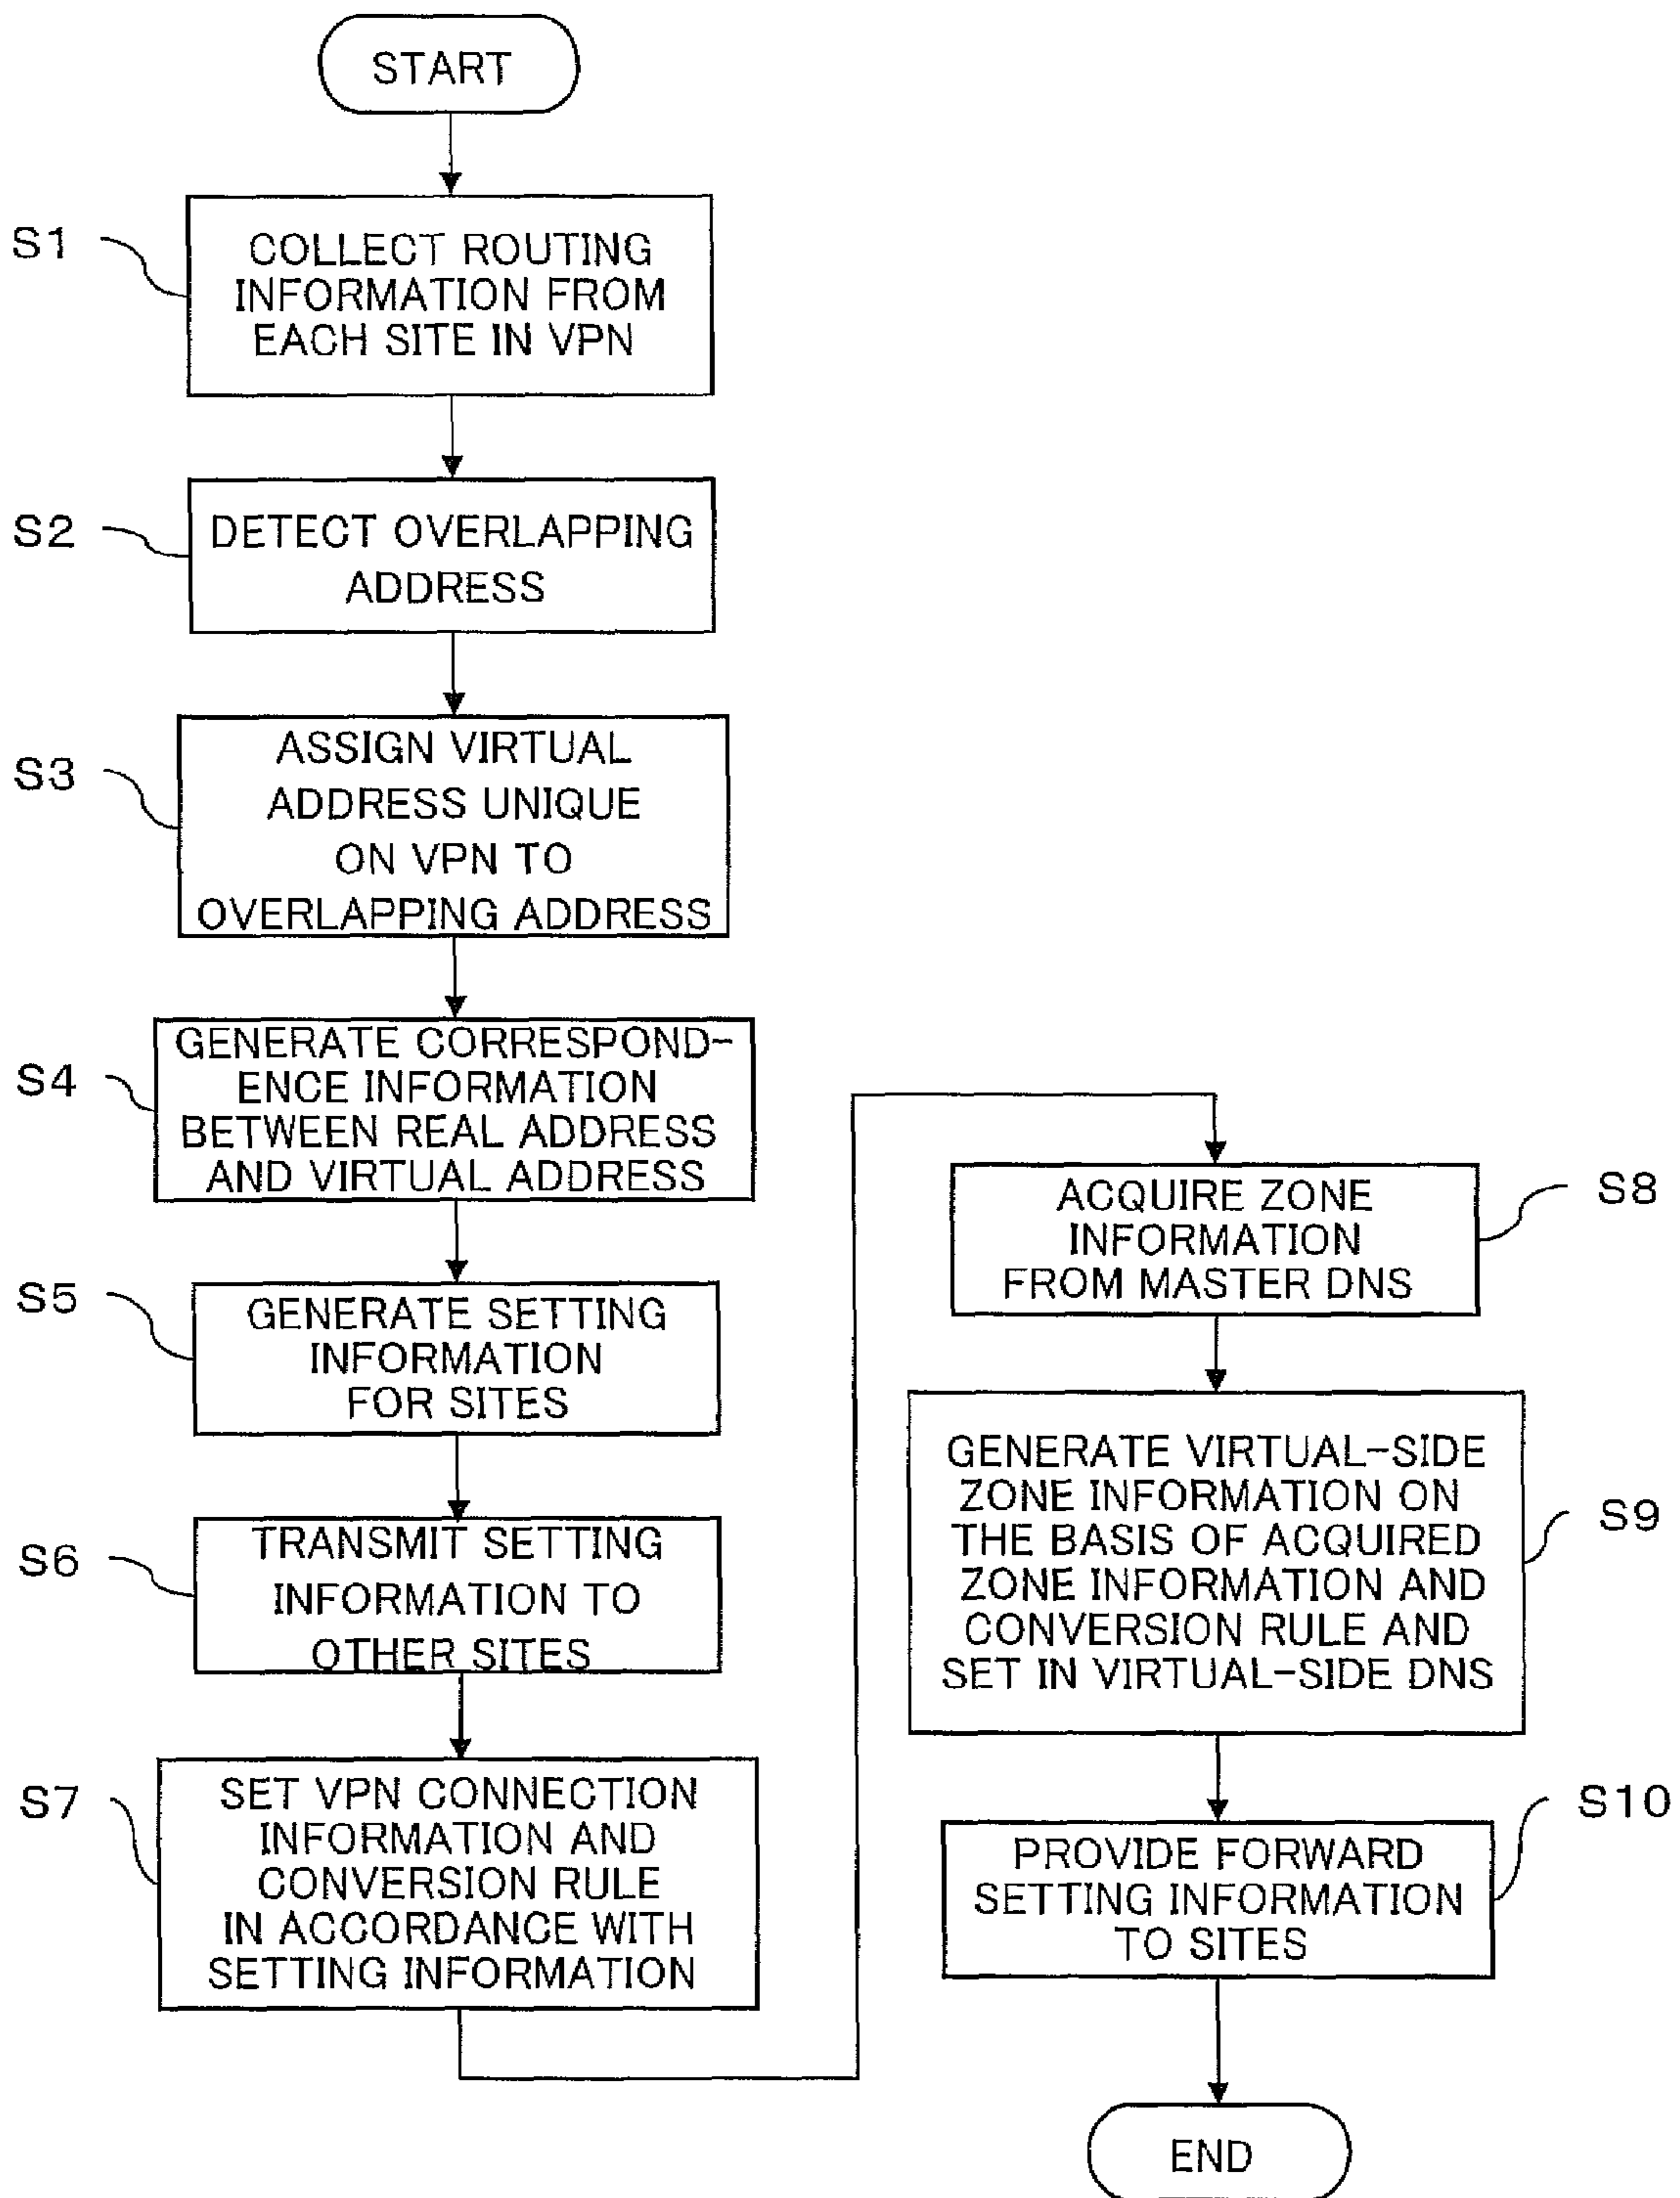 START
S1
COLLECT ROUTING
INFORMATION FROM
EACH SITE IN VPN
S2
DETECT OVERLAPPING
ADDRESS
S3
ASSIGN VIRTUAL
ADDRESS UNIQUE
ON VPN TO
OVERLAPPING ADDRESS
S4
GENERATE CORRESPOND-
ENCE INFORMATION
BETWEEN REAL ADDRESS
AND VIRTUAL ADDRESS
S5
GENERATE SETTING
INFORMATION
FOR SITES
S6
TRANSMIT SETTING
INFORMATION TO
OTHER SITES
S7
SET VPN CONNECTION
INFORMATION AND
CONVERSION RULE
IN ACCORDANCE WITH
SETTING INFORMATION
S8
ACQUIRE ZONE
INFORMATION
FROM MASTER DNS
S9
GENERATE VIRTUAL-SIDE
ZONE INFORMATION ON
THE BASIS OF ACQUIRED
ZONE INFORMATION AND
CONVERSION RULE AND
SET IN VIRTUAL-SIDE DNS
S10
PROVIDE FORWARD
SETTING INFORMATION
TO SITES
END